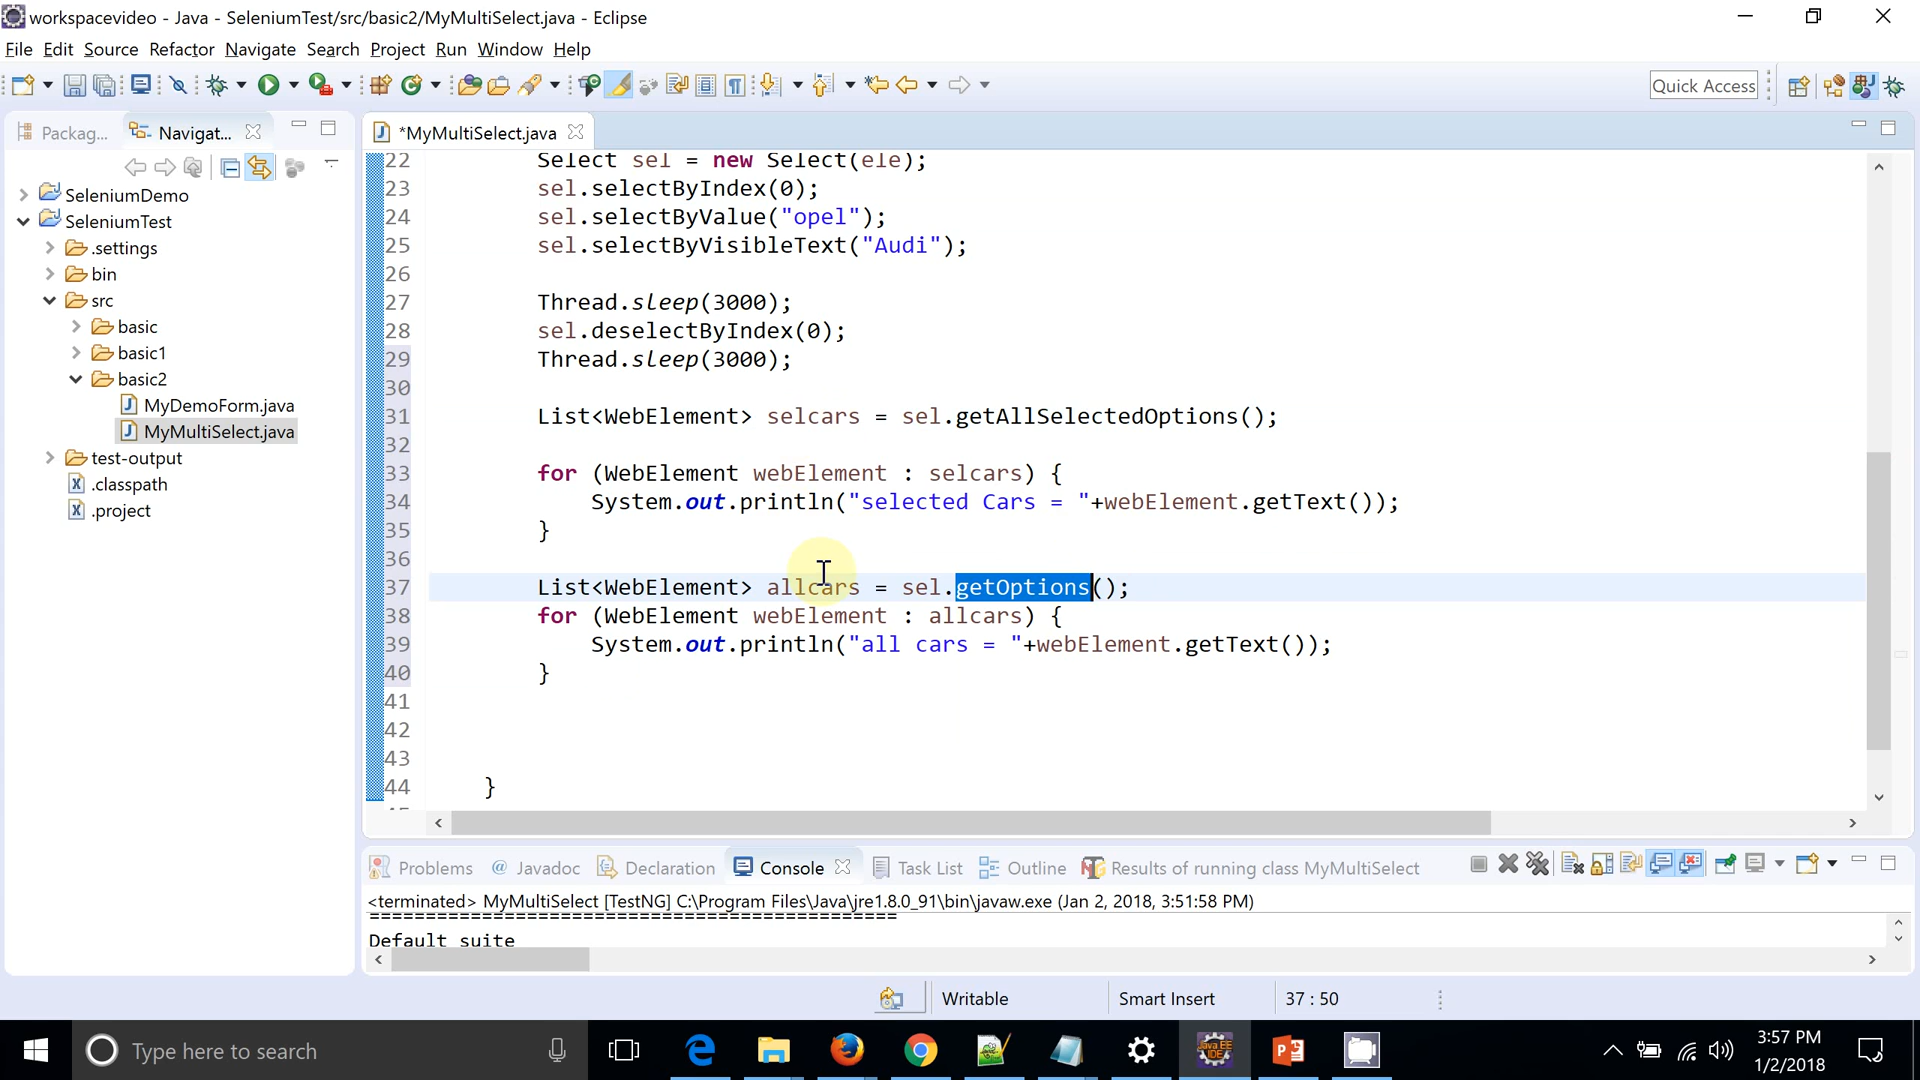 workspacevideo - Java - SeleniumTest/src/basic2/MyMultiSelect.java - Eclipse
File Edit Source Refactor Navigate Search Project Run Window Help
Quick Access
Packag... Navigat...
*MyMultiSelect.java
SeleniumDemo
SeleniumTest
.settings
bin
src
basic
basic1
basic2
MyDemoForm.java
MyMultiSelect.java
test-output
.classpath
.project
22 Select sel = new Select(ele);
23 sel.selectByIndex(0);
24 sel.selectByValue("opel");
25 sel.selectByVisibleText("Audi");
26
27 Thread.sleep(3000);
28 sel.deselectByIndex(0);
29 Thread.sleep(3000);
30
31 List<WebElement> selcars = sel.getAllSelectedOptions();
32
33 for (WebElement webElement : selcars) {
34 System.out.println("selected Cars = "+webElement.getText());
35 }
36
37 List<WebElement> allcars = sel.getOptions();
38 for (WebElement webElement : allcars) {
39 System.out.println("all cars = "+webElement.getText());
40 }
41
42
43
44 }
Problems Javadoc Declaration Console Task List Outline Results of running class MyMultiSelect
<terminated> MyMultiSelect [TestNG] C:\Program Files\Java\jre1.8.0_91\bin\javaw.exe (Jan 2, 2018, 3:51:58 PM)
===============================================
Default suite
Writable Smart Insert 37 : 50
Type here to search
Java EE IDE
3:57 PM
1/2/2018